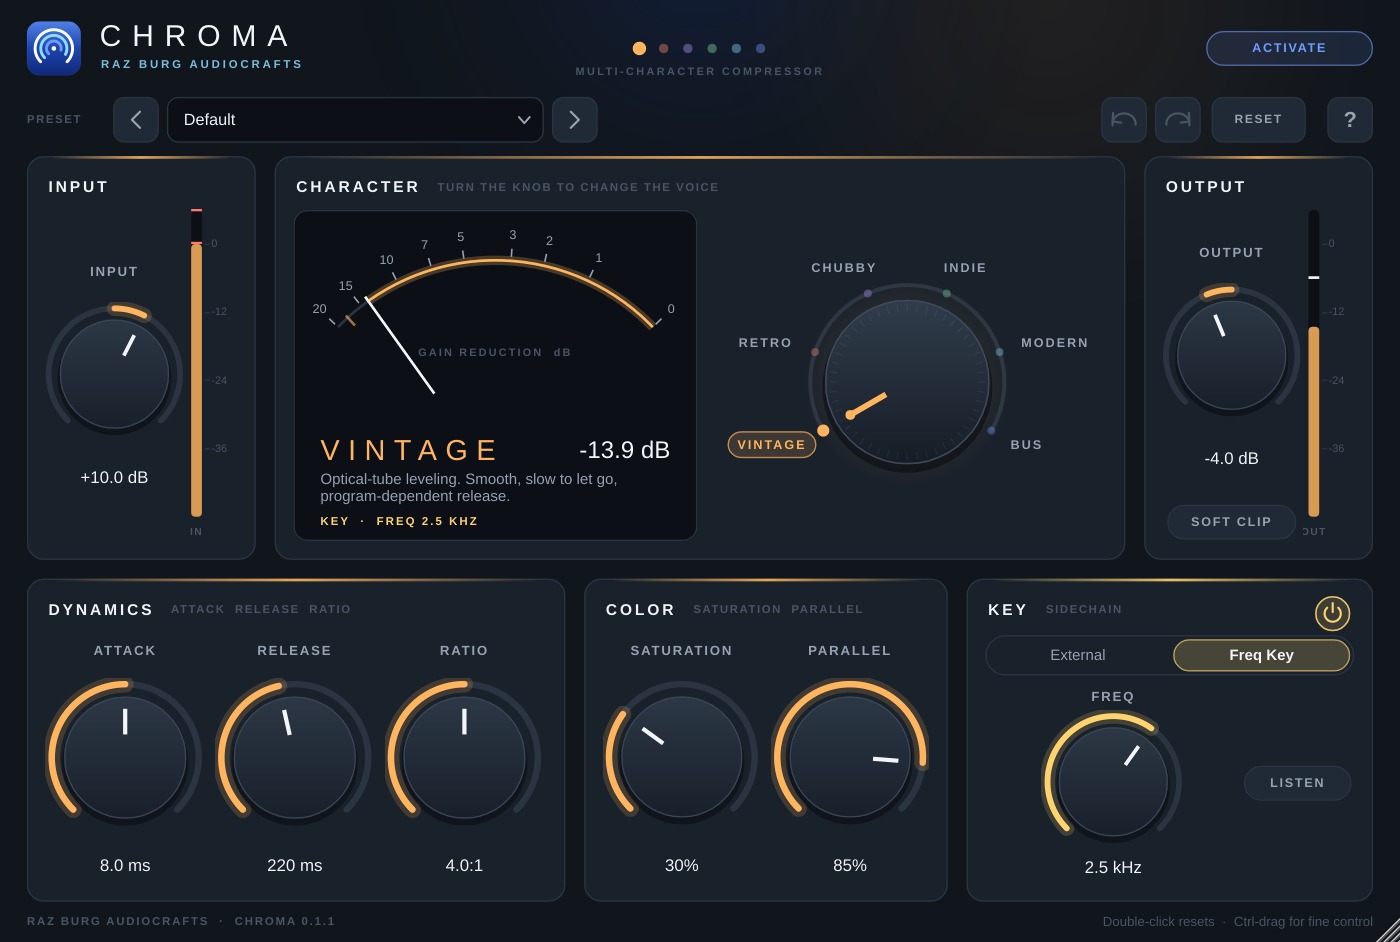 CHROMA
RAZ BURG AUDIOCRAFTS
MULTI-CHARACTER COMPRESSOR
ACTIVATE
PRESET
Default
RESET
?
INPUT
INPUT
+10.0 dB
0
-12
-24
-36
IN
CHARACTER TURN THE KNOB TO CHANGE THE VOICE
20 15 10 7 5 3 2 1 0
GAIN REDUCTION dB
VINTAGE -13.9 dB
Optical-tube leveling. Smooth, slow to let go,
program-dependent release.
KEY · FREQ 2.5 KHZ
CHUBBY INDIE
RETRO MODERN
VINTAGE BUS
OUTPUT
OUTPUT
-4.0 dB
0
-12
-24
-36
SOFT CLIP
OUT
DYNAMICS ATTACK RELEASE RATIO
ATTACK RELEASE RATIO
8.0 ms 220 ms 4.0:1
COLOR SATURATION PARALLEL
SATURATION PARALLEL
30% 85%
KEY SIDECHAIN
External Freq Key
FREQ
LISTEN
2.5 kHz
RAZ BURG AUDIOCRAFTS · CHROMA 0.1.1
Double-click resets · Ctrl-drag for fine control